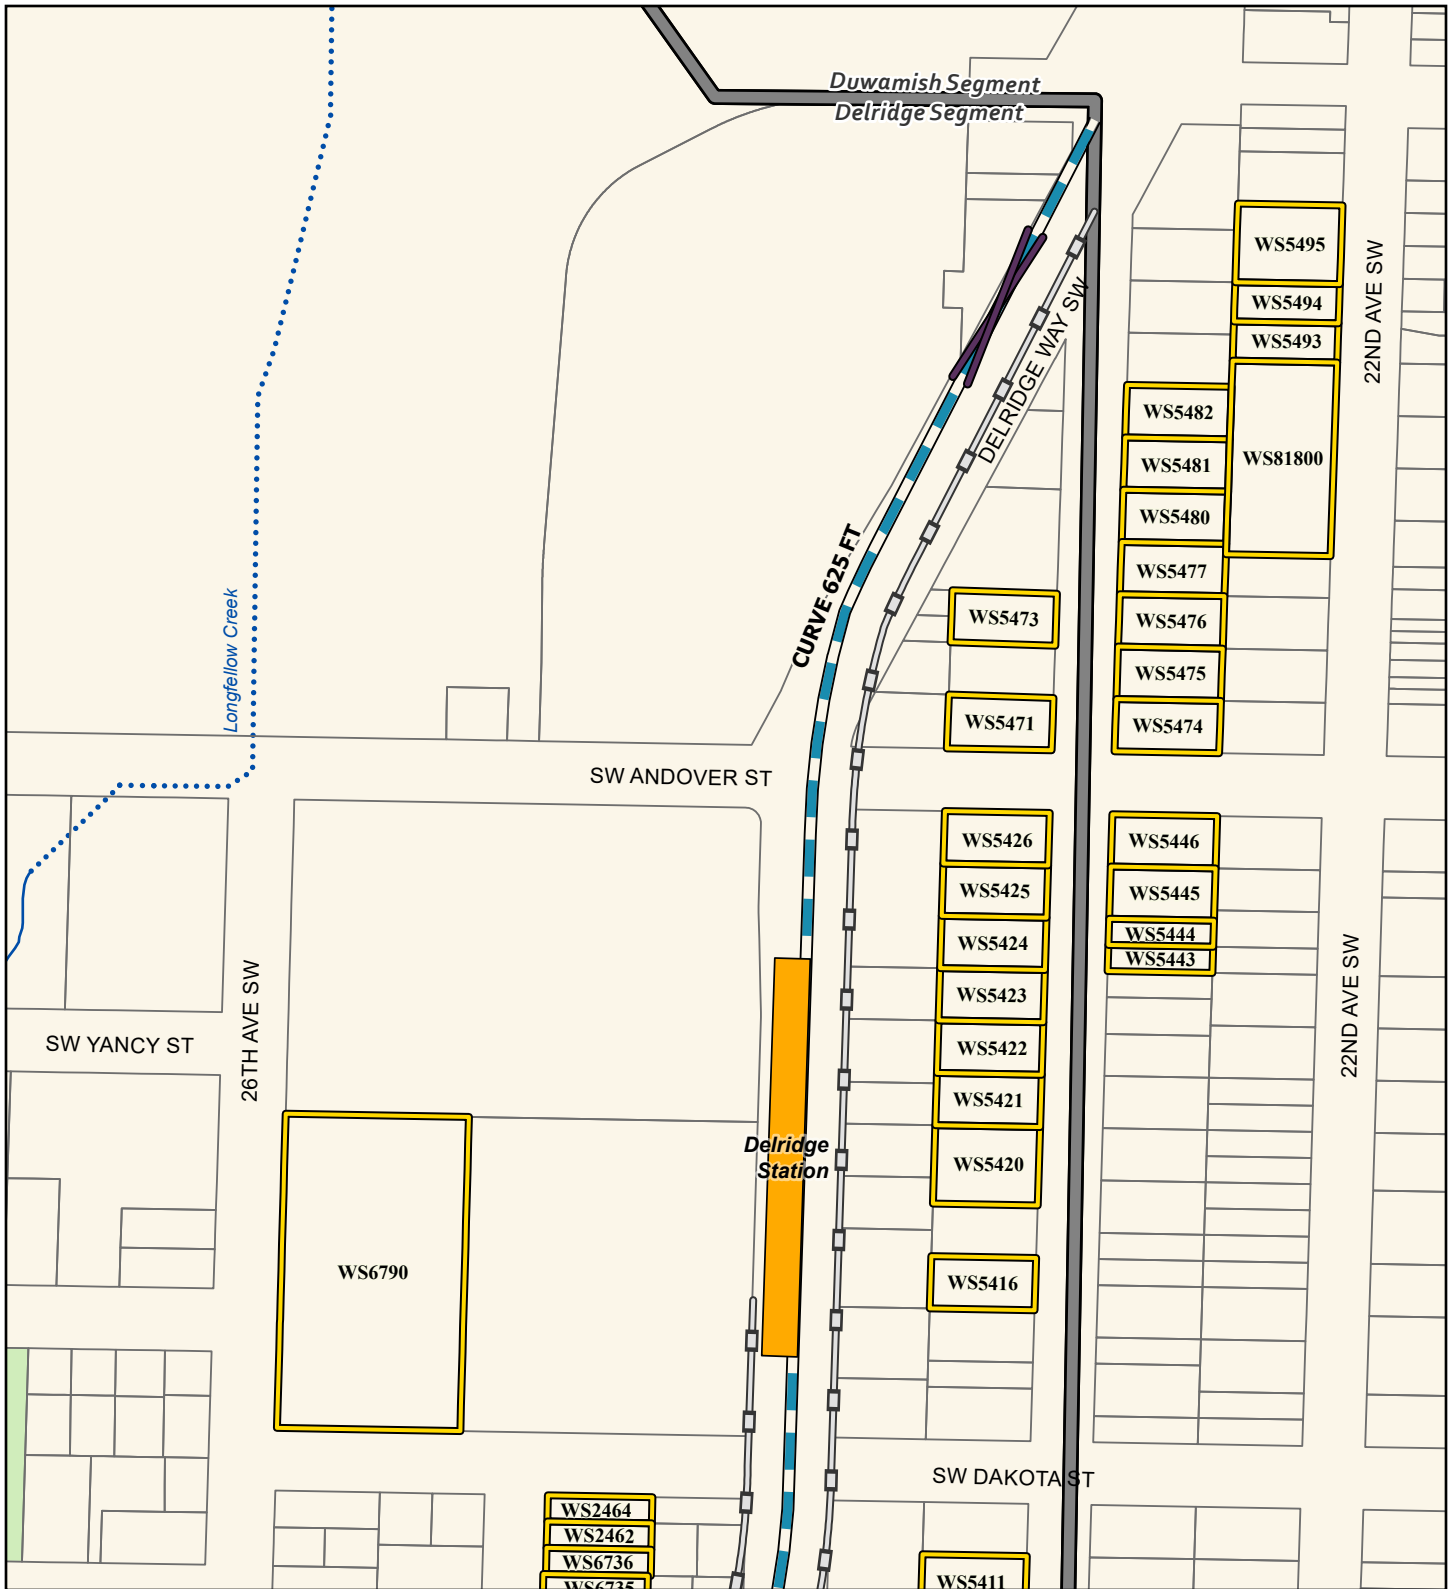 Duwamish Segment
Delridge Segment
WS5495
WS5494
WS5493
22ND AVE SW
DELRIDGE WAY SW
WS5482
WS81800
WS5481
WS5480
WS5477
CURVE 625 FT
WS5473
WS5476
Longfellow Creek
WS5475
WS5471
WS5474
SW ANDOVER ST
WS5426
WS5446
WS5425
WS5445
WS5424
WS5444
WS5443
WS5423
22ND AVE SW
26TH AVE SW
SW YANCY ST
WS5422
WS5421
Delridge
Station
WS5420
WS6790
WS5416
SW DAKOTA ST
WS2464
WS2462
WS6736
WS6735
WS5411